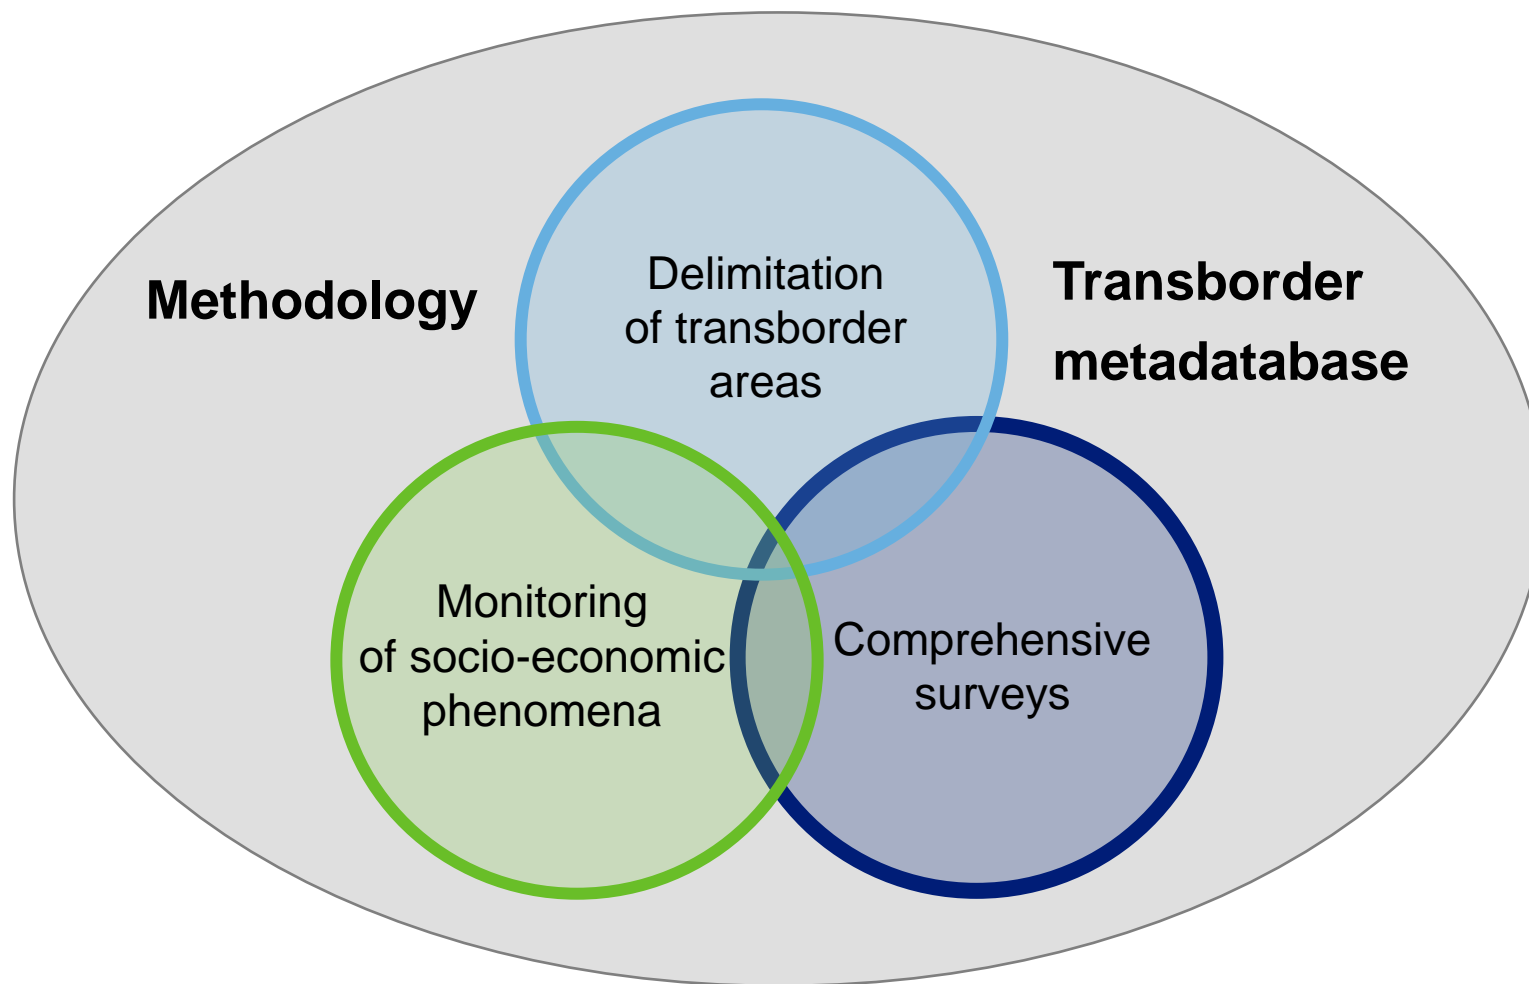 Methodology
Delimitation
of transborder
areas
Transborder
metadatabase
Monitoring
of socio-economic
phenomena
Comprehensive
surveys